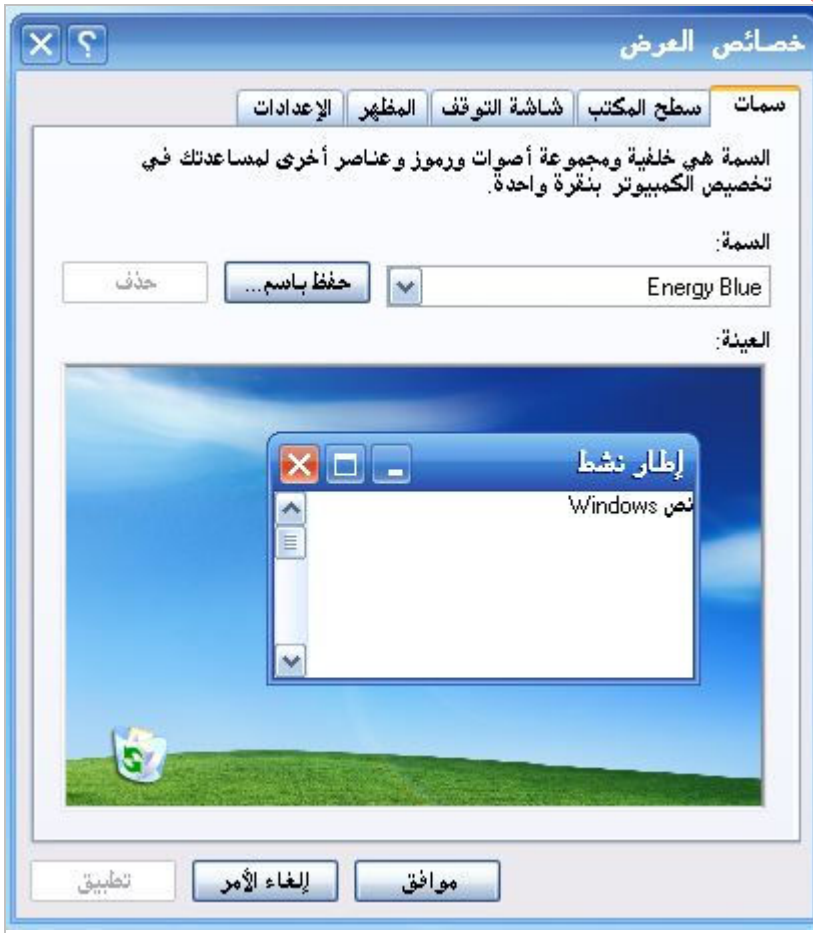 خصائص العرض
سمات
سطح المكتب
شاشة التوقف
المظهر
الإعدادات
السمة هي خلفية ومجموعة أصوات ورموز وعناصر أخرى لمساعدتك في
تخصيص الكمبيوتر بنقرة واحدة.
السمة:
Energy Blue
حفظ باسم...
حذف
العينة:
إطار نشط
نص Windows
موافق
إلغاء الأمر
تطبيق